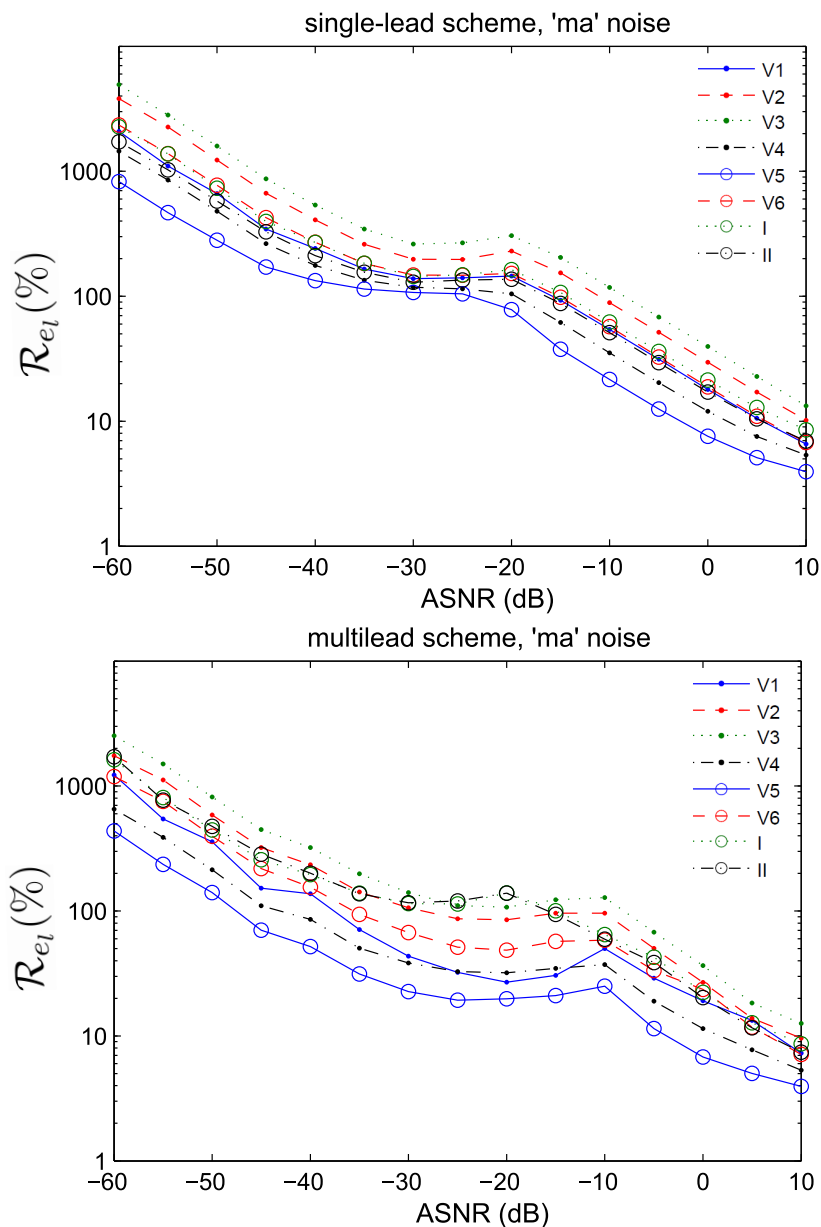 single-lead scheme, 'ma' noise
V1
V2
V3
V4
V5
V6
I
II
1000
100
10
1
ℛₑₗ(%)
−60 −50 −40 −30 −20 −10 0 10
ASNR (dB)
multilead scheme, 'ma' noise
V1
V2
V3
V4
V5
V6
I
II
1000
100
10
1
ℛₑₗ(%)
−60 −50 −40 −30 −20 −10 0 10
ASNR (dB)